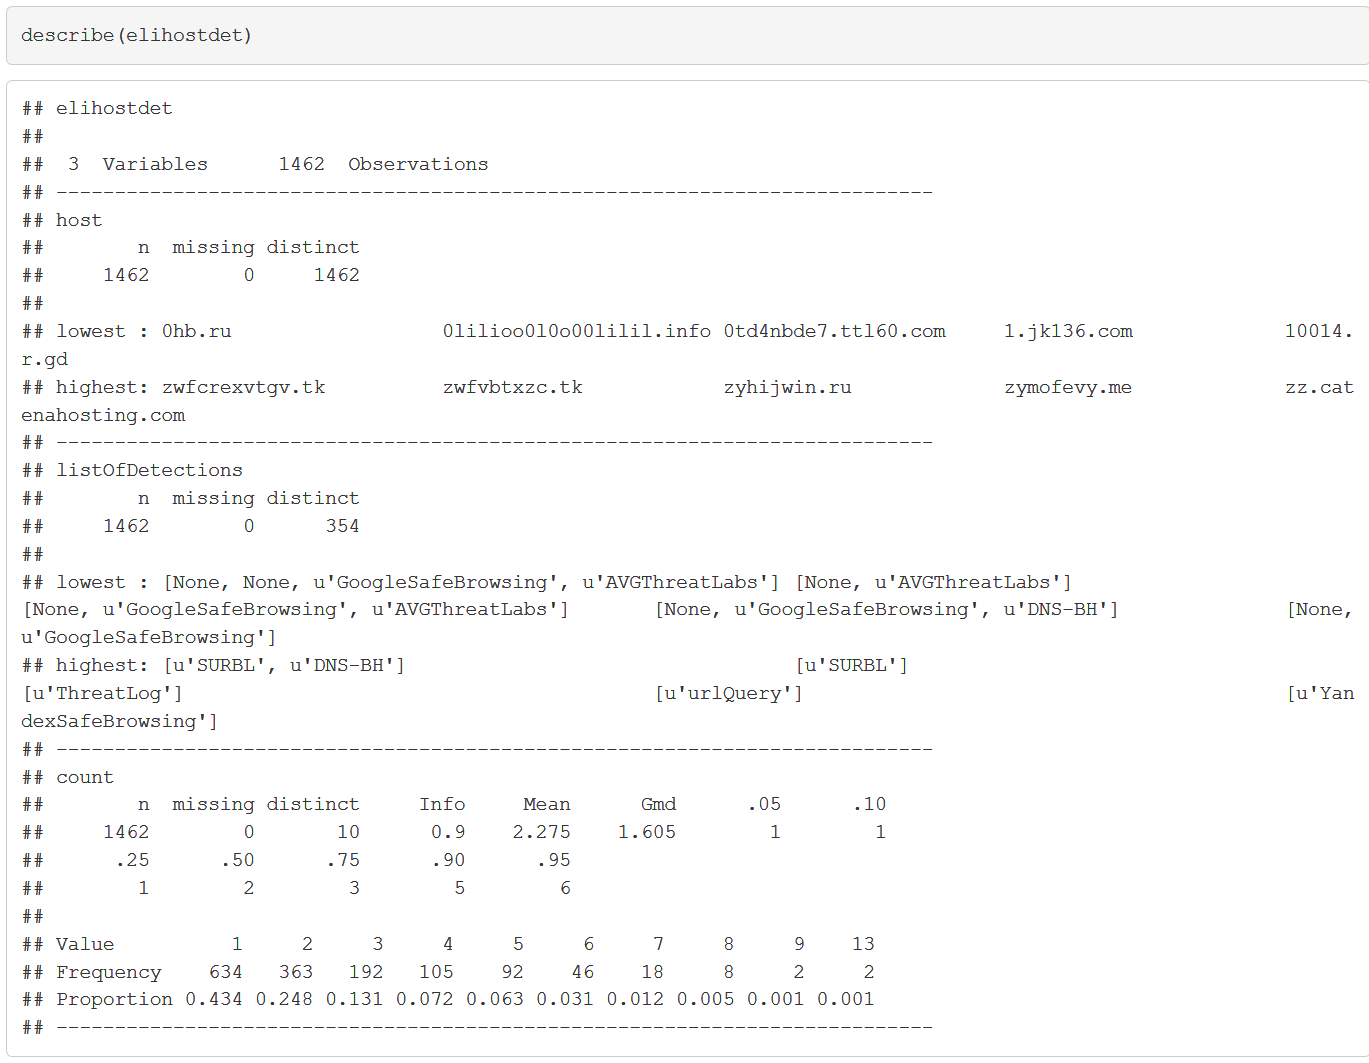 describe(elihostdet)
## elihostdet
##
##  3  Variables      1462  Observations
## ---------------------------------------------------------------------------
## host
##        n  missing distinct
##     1462        0     1462
##
## lowest : 0hb.ru                  0lilioo0l0o00lilil.info 0td4nbde7.ttl60.com     1.jk136.com             10014.
r.gd
## highest: zwfcrexvtgv.tk          zwfvbtxzc.tk            zyhijwin.ru             zymofevy.me             zz.cat
enahosting.com
## ---------------------------------------------------------------------------
## listOfDetections
##        n  missing distinct
##     1462        0      354
##
## lowest : [None, None, u'GoogleSafeBrowsing', u'AVGThreatLabs'] [None, u'AVGThreatLabs']
[None, u'GoogleSafeBrowsing', u'AVGThreatLabs']       [None, u'GoogleSafeBrowsing', u'DNS-BH']              [None,
u'GoogleSafeBrowsing']
## highest: [u'SURBL', u'DNS-BH']                                 [u'SURBL']
[u'ThreatLog']                                        [u'urlQuery']                                         [u'Yan
dexSafeBrowsing']
## ---------------------------------------------------------------------------
## count
##        n  missing distinct     Info     Mean      Gmd      .05      .10
##     1462        0       10      0.9    2.275    1.605        1        1
##      .25      .50      .75      .90      .95
##        1        2        3        5        6
##
## Value          1     2     3     4     5     6     7     8     9    13
## Frequency    634   363   192   105    92    46    18     8     2     2
## Proportion 0.434 0.248 0.131 0.072 0.063 0.031 0.012 0.005 0.001 0.001
## ---------------------------------------------------------------------------